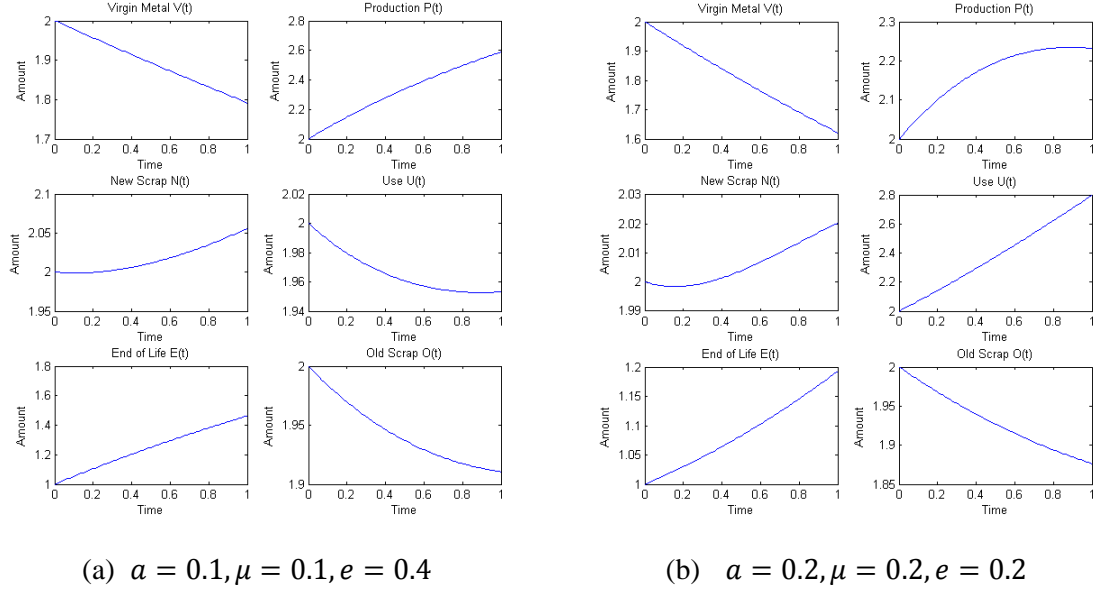 Virgin Metal V(t)
2
1.9
1.8
1.7
0 0.2 0.4 0.6 0.8 1
Time
Amount
Production P(t)
2.8
2.6
2.4
2.2
2
0 0.2 0.4 0.6 0.8 1
Time
Amount
New Scrap N(t)
2.1
2.05
2
1.95
0 0.2 0.4 0.6 0.8 1
Time
Amount
Use U(t)
2.02
2
1.98
1.96
1.94
0 0.2 0.4 0.6 0.8 1
Time
Amount
End of Life E(t)
1.8
1.6
1.4
1.2
1
0 0.2 0.4 0.6 0.8 1
Time
Amount
Old Scrap O(t)
2
1.95
1.9
0 0.2 0.4 0.6 0.8 1
Time
Amount
(a) a = 0.1, μ = 0.1, e = 0.4
Virgin Metal V(t)
2
1.9
1.8
1.7
1.6
0 0.2 0.4 0.6 0.8 1
Time
Amount
Production P(t)
2.3
2.2
2.1
2
0 0.2 0.4 0.6 0.8 1
Time
Amount
New Scrap N(t)
2.03
2.02
2.01
2
1.99
0 0.2 0.4 0.6 0.8 1
Time
Amount
Use U(t)
2.8
2.6
2.4
2.2
2
0 0.2 0.4 0.6 0.8 1
Time
Amount
End of Life E(t)
1.2
1.15
1.1
1.05
1
0 0.2 0.4 0.6 0.8 1
Time
Amount
Old Scrap O(t)
2
1.95
1.9
1.85
0 0.2 0.4 0.6 0.8 1
Time
Amount
(b) a = 0.2, μ = 0.2, e = 0.2